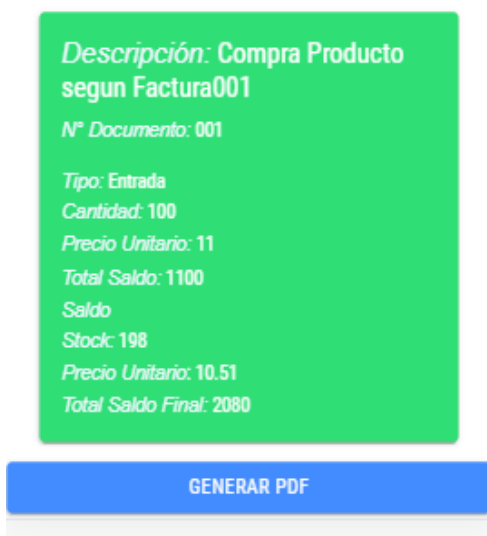 Descripción: Compra Producto
segun Factura001
N° Documento: 001
Tipo: Entrada
Cantidad: 100
Precio Unitario: 11
Total Saldo: 1100
Saldo
Stock: 198
Precio Unitario: 10.51
Total Saldo Final: 2080
GENERAR PDF